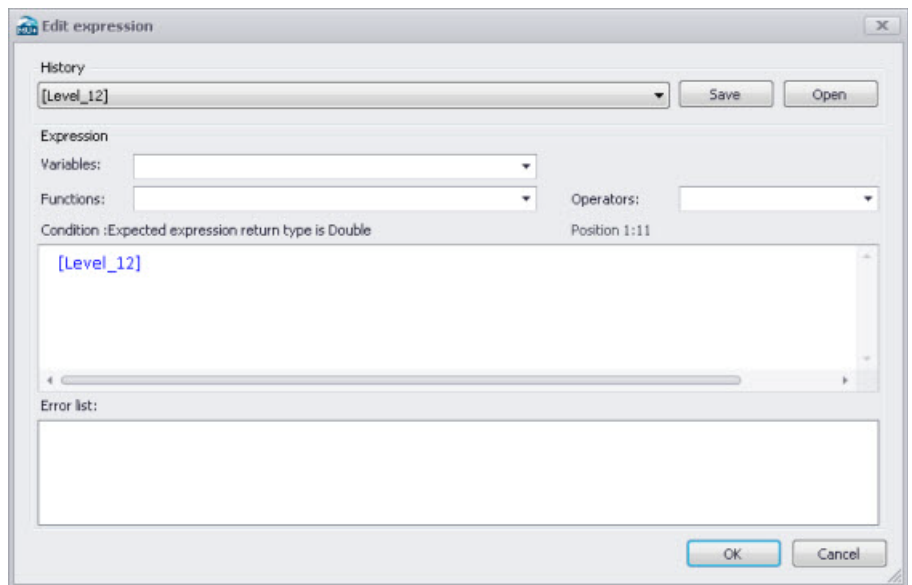 Edit expression
History
[Level_12]
Save
Open
Expression
Variables:
Functions:
Operators:
Condition :Expected expression return type is Double
Position 1:11
[Level_12]
Error list:
OK
Cancel